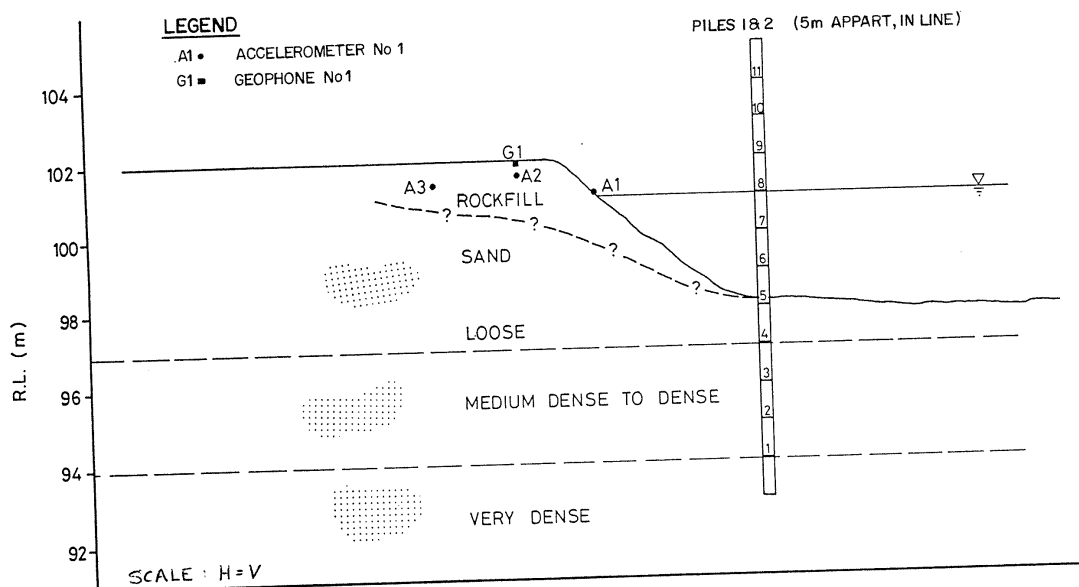 LEGEND
A1 • ACCELEROMETER No 1
G1 ■ GEOPHONE No1
PILES 1 & 2 (5m APPART, IN LINE)
R.L. (m)
104
102
100
98
96
94
92
G1
A2
A3
A1
ROCKFILL
?
?
?
?
SAND
LOOSE
MEDIUM DENSE TO DENSE
VERY DENSE
11
10
9
8
7
6
5
4
3
2
1
SCALE : H=V